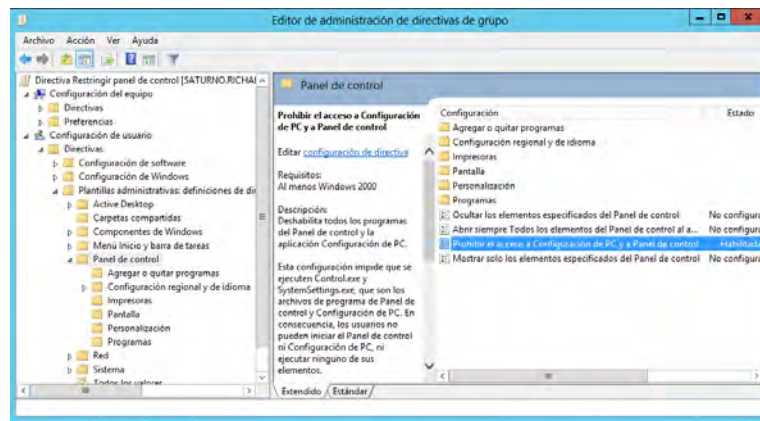 Editor de administración de directivas de grupo
Archivo Acción Ver Ayuda
Directiva Restringir panel de control [SATURNO.RICHAI
Configuración del equipo
Directivas
Preferencias
Configuración de usuario
Directivas
Configuración de software
Configuración de Windows
Plantillas administrativas: definiciones de dir
Active Desktop
Carpetas compartidas
Componentes de Windows
Menú Inicio y barra de tareas
Panel de control
Agregar o quitar programas
Configuración regional y de idioma
Impresoras
Pantalla
Personalización
Programas
Red
Sistema
Todos los valores
Panel de control
Prohibir el acceso a Configuración
de PC y a Panel de control
Editar configuración de directiva
Requisitos:
Al menos Windows 2000
Descripción:
Deshabilita todos los programas
del Panel de control y la
aplicación Configuración de PC.
Esta configuración impide que se
ejecuten Control.exe y
SystemSettings.exe, que son los
archivos de programa de Panel de
control y Configuración de PC. En
consecuencia, los usuarios no
pueden iniciar el Panel de control
ni Configuración de PC, ni
ejecutar ninguno de sus
elementos.
Configuración Estado
Agregar o quitar programas
Configuración regional y de idioma
Impresoras
Pantalla
Personalización
Programas
Ocultar los elementos especificados del Panel de control No configura
Abrir siempre Todos los elementos del Panel de control al a... No configura
Prohibir el acceso a Configuración de PC y a Panel de control Habilitada
Mostrar solo los elementos especificados del Panel de control No configura
Extendido Estándar